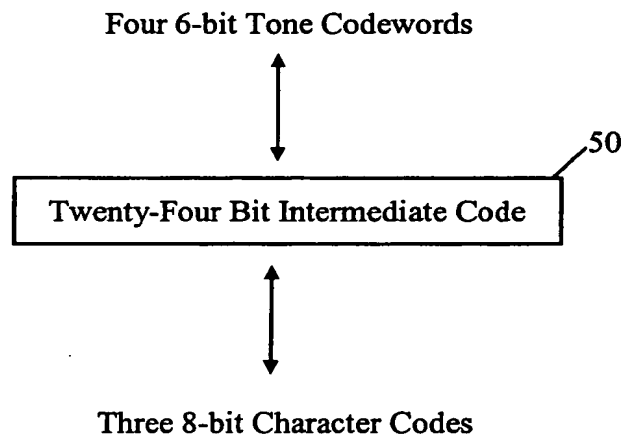 Four 6-bit Tone Codewords
50
Twenty-Four Bit Intermediate Code
Three 8-bit Character Codes